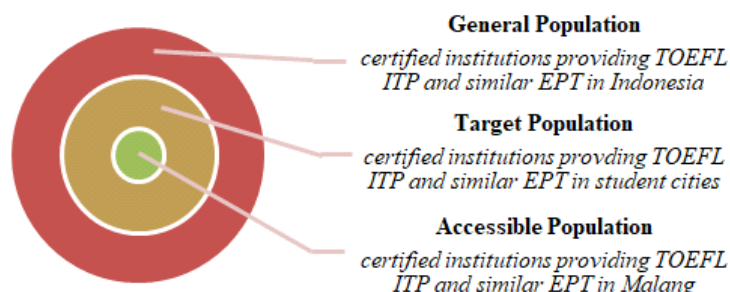 General Population
certified institutions providing TOEFL
ITP and similar EPT in Indonesia
Target Population
certified institutions provding TOEFL
ITP and similar EPT in student cities
Accessible Population
certified institutions providing TOEFL
ITP and similar EPT in Malang